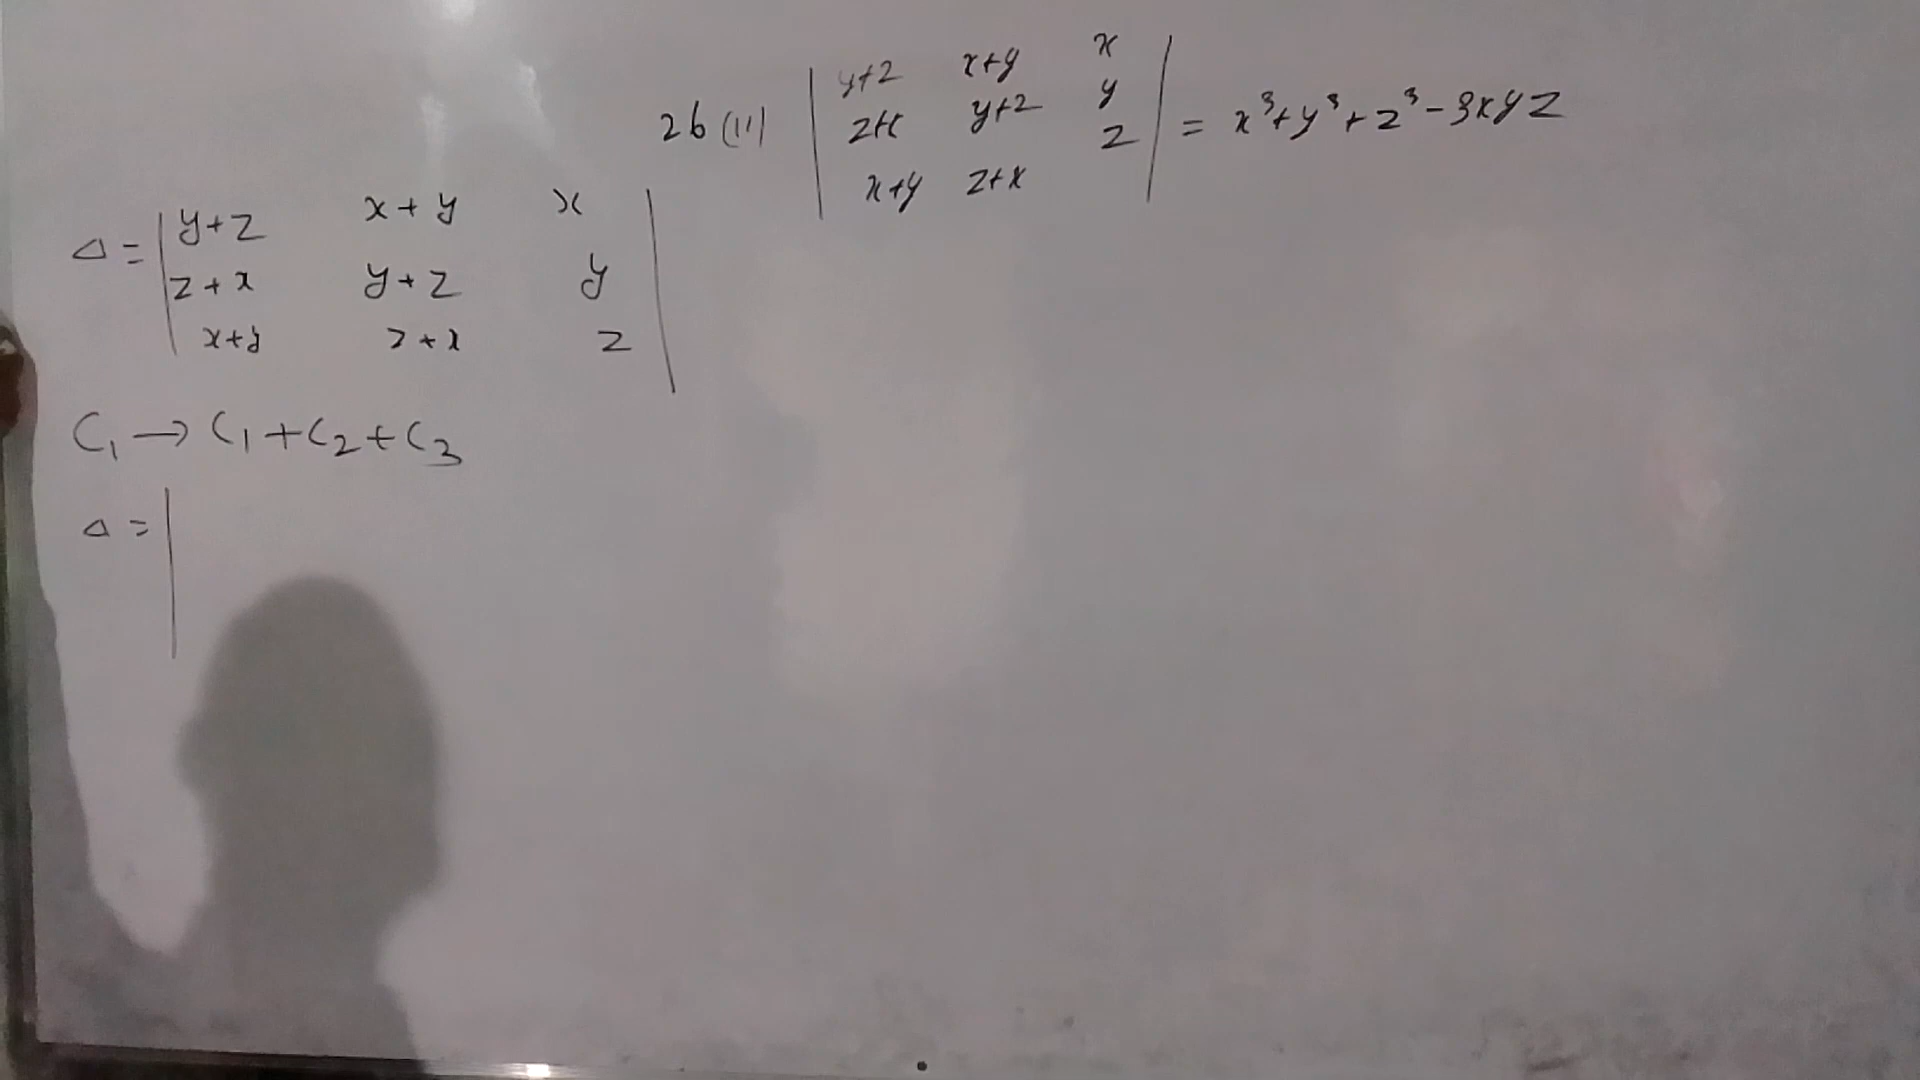 26 (ii) | y+z x+y x |
| z+x y+z y | = x³+y³+z³-3xyz
| x+y z+x z |
Δ = | y+z x+y x |
| z+x y+z y |
| x+y z+x z |
C₁ → C₁+C₂+C₃
Δ = |